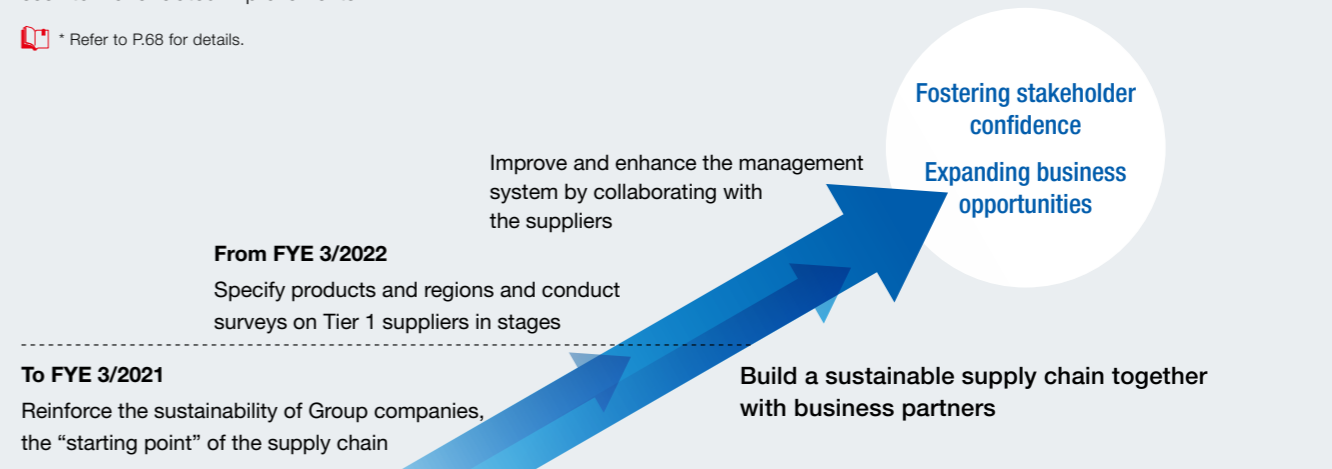 * Refer to P.68 for details.
Fostering stakeholder
confidence
Expanding business
opportunities
Improve and enhance the management
system by collaborating with
the suppliers
From FYE 3/2022
Specify products and regions and conduct
surveys on Tier 1 suppliers in stages
To FYE 3/2021
Reinforce the sustainability of Group companies,
the “starting point” of the supply chain
Build a sustainable supply chain together
with business partners